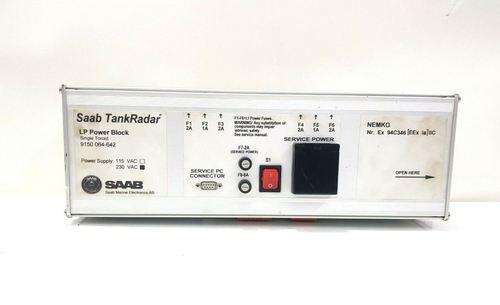 Saab TankRadar
LP Power Block
Single Toroid
9150 064-642
Power Supply: 115 VAC
230 VAC
SAAB
Saab Marine Electronics AB
F1 F2 F3
2A 1A 2A
F1-F6=LI Power Fuses.
WARNING! Any substitution of
components may impair
intrinsic safety.
See service manual.
F4 F5 F6
2A 1A 2A
SERVICE POWER
F7-2A
(SERVICE POWER)
S1
SERVICE PC
CONNECTOR
F8-8A
NEMKO
Nr. Ex 94C346 [EEx ia] IIC
OPEN HERE